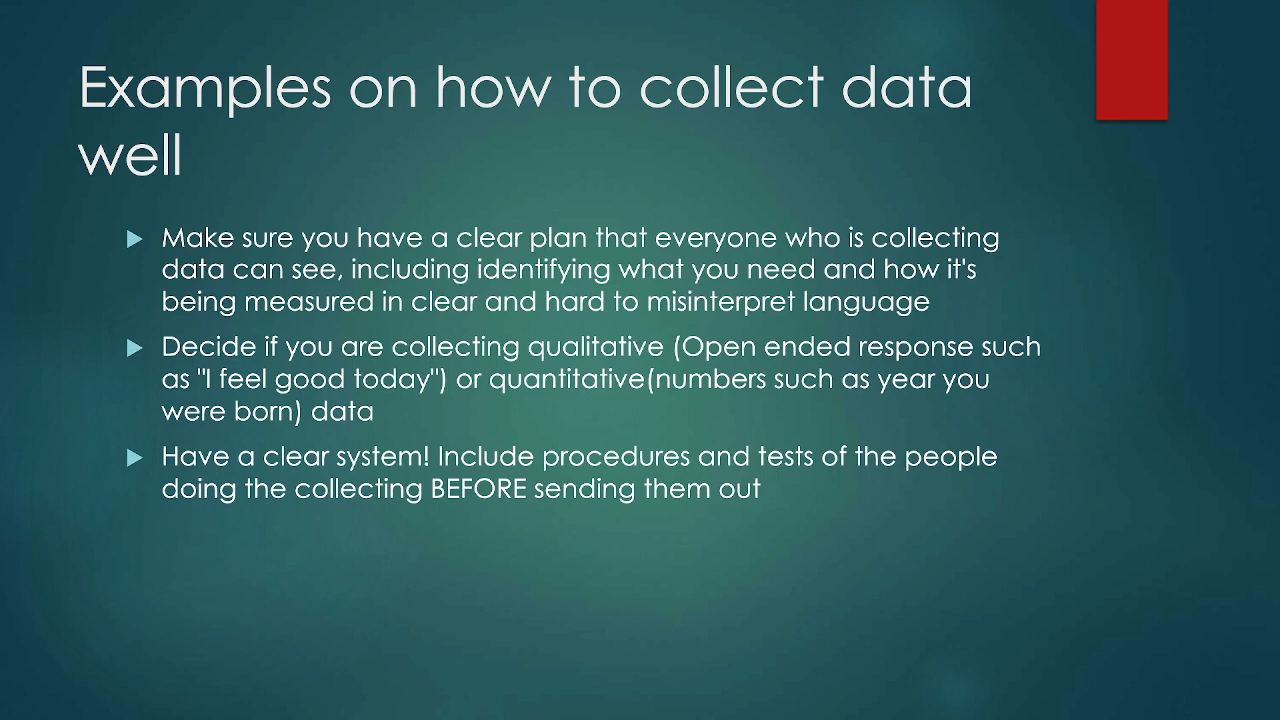 Examples on how to collect data
well
Make sure you have a clear plan that everyone who is collecting
data can see, including identifying what you need and how it's
being measured in clear and hard to misinterpret language
Decide if you are collecting qualitative (Open ended response such
as "I feel good today") or quantitative(numbers such as year you
were born) data
Have a clear system! Include procedures and tests of the people
doing the collecting BEFORE sending them out